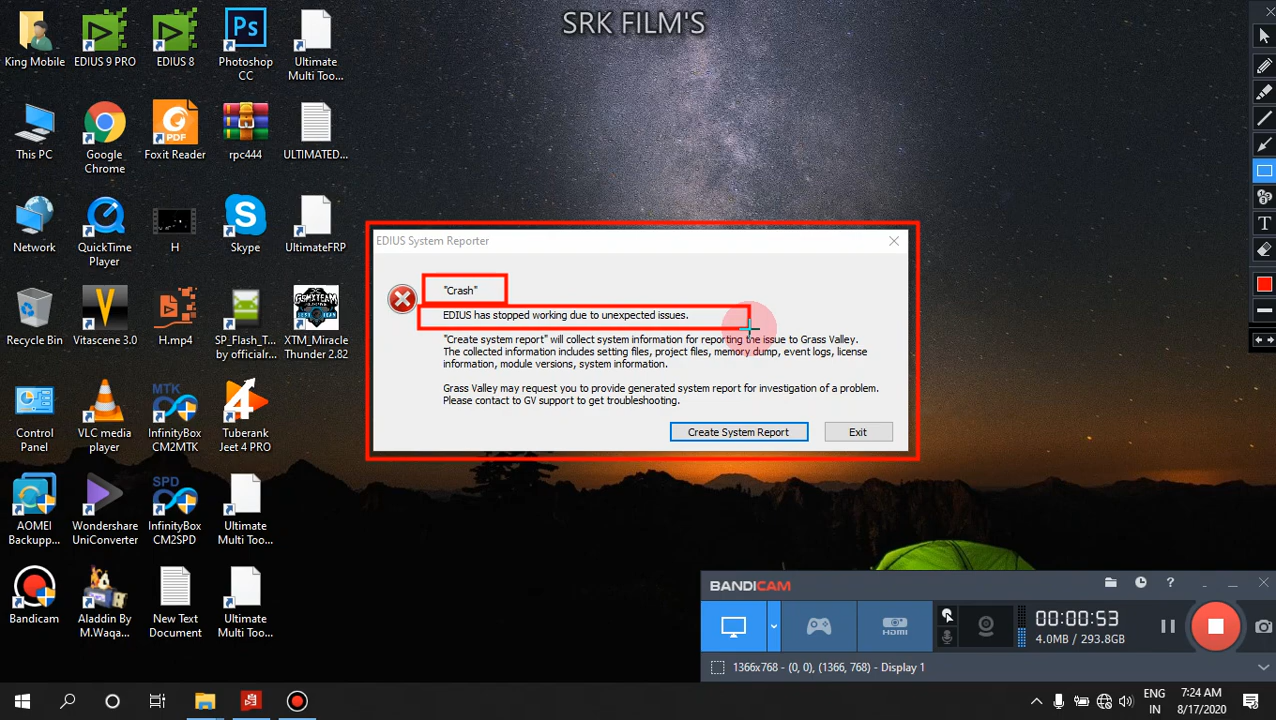 SRK FILM'S
King Mobile
EDIUS 9 PRO
EDIUS 8
Photoshop
CC
Ultimate
Multi Too...
This PC
Google
Chrome
Foxit Reader
rpc444
ULTIMATED...
Network
QuickTime
Player
H
Skype
UltimateFRP
Recycle Bin
Vitascene 3.0
H.mp4
SP_Flash_T...
by officialr...
XTM_Miracle
Thunder 2.82
Control
Panel
VLC media
player
MTK
InfinityBox
CM2MTK
Tuberank
Jeet 4 PRO
AOMEI
Backupp...
Wondershare
UniConverter
SPD
InfinityBox
CM2SPD
Ultimate
Multi Too...
Bandicam
Aladdin By
M.Waqa...
New Text
Document
Ultimate
Multi Too...
EDIUS System Reporter
"Crash"
EDIUS has stopped working due to unexpected issues.
"Create system report" will collect system information for reporting the issue to Grass Valley.
The collected information includes setting files, project files, memory dump, event logs, license
information, module versions, system information.
Grass Valley may request you to provide generated system report for investigation of a problem.
Please contact to GV support to get troubleshooting.
Create System Report
Exit
BANDICAM
HDMI
00:00:53
4.0MB / 293.8GB
1366x768 - (0, 0), (1366, 768) - Display 1
ENG
IN
7:24 AM
8/17/2020